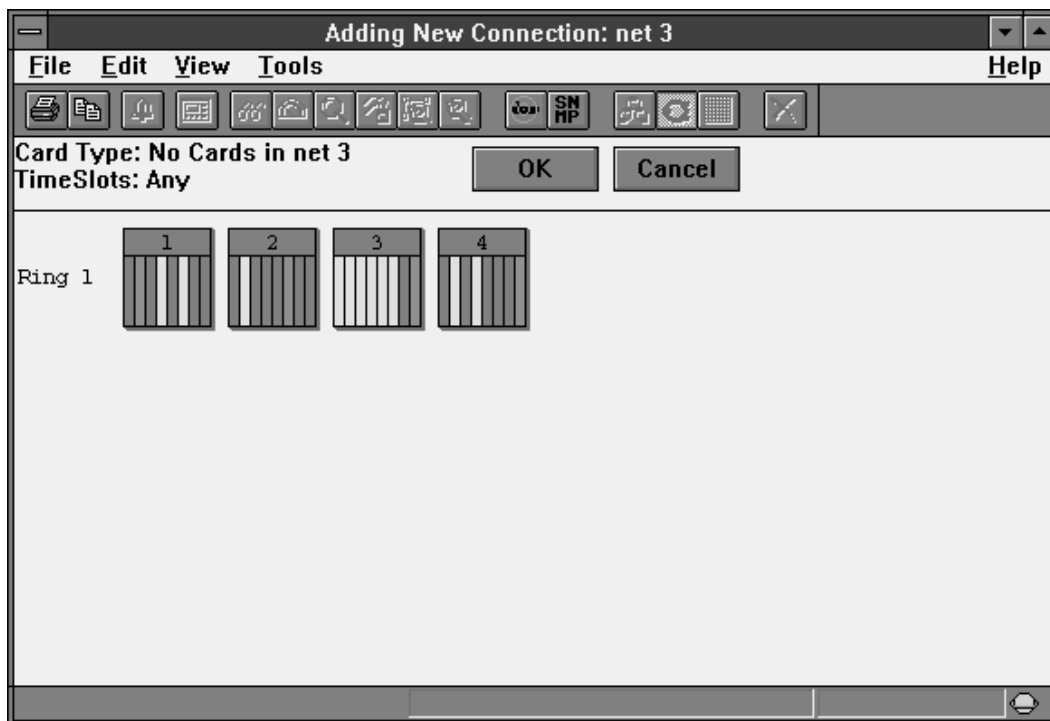 Adding New Connection: net 3
File Edit View Tools Help
SN
MP
Card Type: No Cards in net 3
TimeSlots: Any
OK Cancel
1 2 3 4
Ring 1